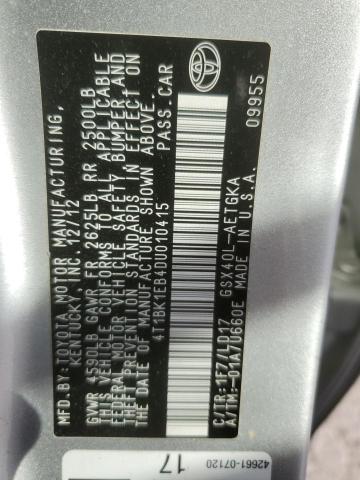 MFD. BY: TOYOTA MOTOR MANUFACTURING,
KENTUCKY, INC. 12/12
GVWR 4590LB GAWR FR 2625LB, RR 2500LB
THIS VEHICLE CONFORMS TO ALL APPLICABLE
FEDERAL MOTOR VEHICLE SAFETY, BUMPER, AND
THEFT PREVENTION STANDARDS IN EFFECT ON
THE DATE OF MANUFACTURE SHOWN ABOVE.
4T1BK1EB4DU010415 PASS.CAR
C/TR:1F7/LD17 GSX40L-AETGKA
A/TM:-01A/U660E MADE IN U.S.A. 09955
42661-07120
17